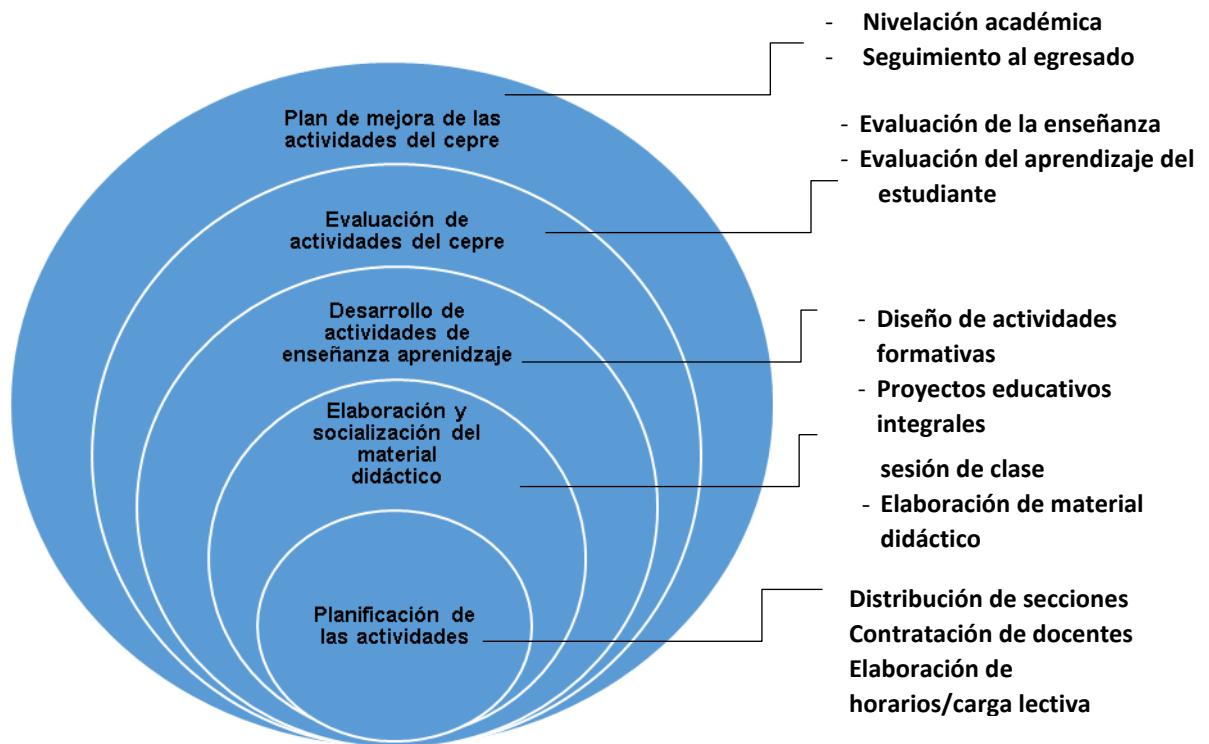 - Nivelación académica
- Seguimiento al egresado
Plan de mejora de las
actividades del cepre
- Evaluación de la enseñanza
- Evaluación del aprendizaje del
estudiante
Evaluación de
actividades del cepre
Desarrollo de
actividades de
enseñanza aprenidzaje
- Diseño de actividades
formativas
- Proyectos educativos
integrales
Elaboración y
socialización del
material
didáctico
sesión de clase
- Elaboración de material
didáctico
Planificación de
las actividades
Distribución de secciones
Contratación de docentes
Elaboración de
horarios/carga lectiva